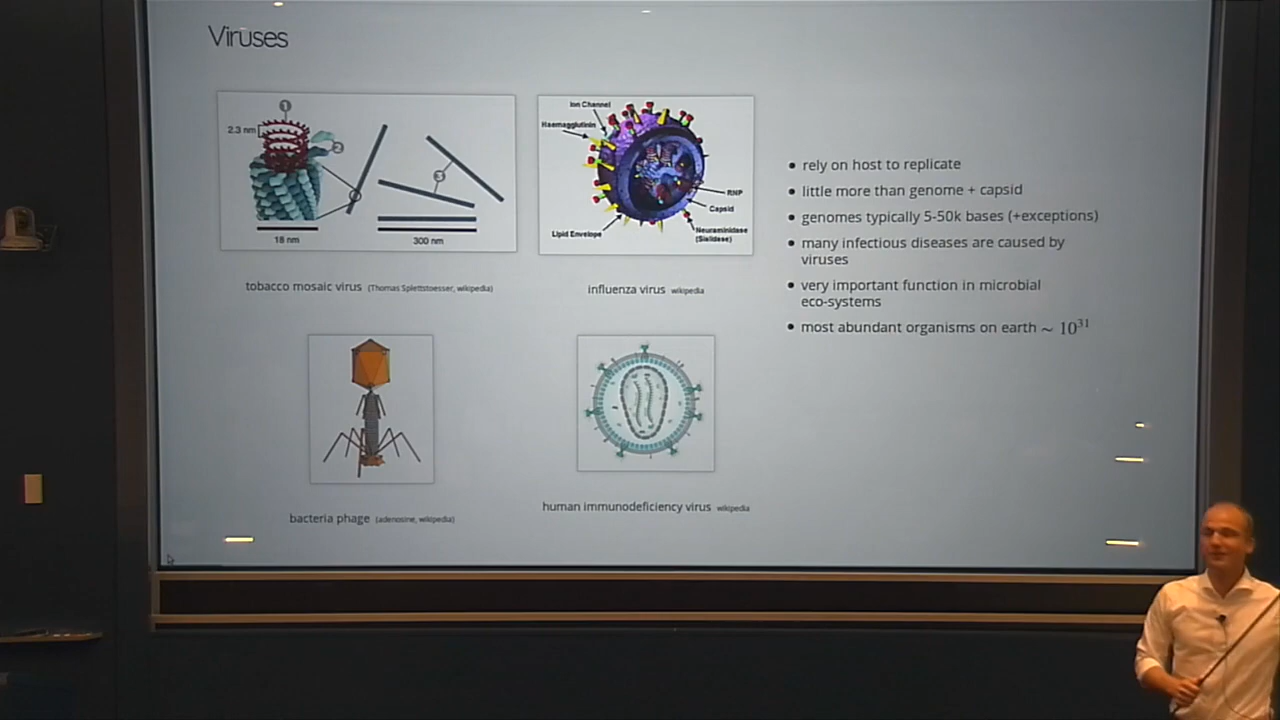 Viruses
1
2.3 nm
2
3
18 nm
300 nm
tobacco mosaic virus (Thomas Splettstoesser, wikipedia)
Ion Channel
Haemagglutinin
RNP
Capsid
Lipid Envelope
Neuraminidase
(Sialidase)
influenza virus wikipedia
bacteria phage (adenosine, wikipedia)
human immunodeficiency virus wikipedia
• rely on host to replicate
• little more than genome + capsid
• genomes typically 5-50k bases (+exceptions)
• many infectious diseases are caused by
viruses
• very important function in microbial
eco-systems
• most abundant organisms on earth ~ 10³¹